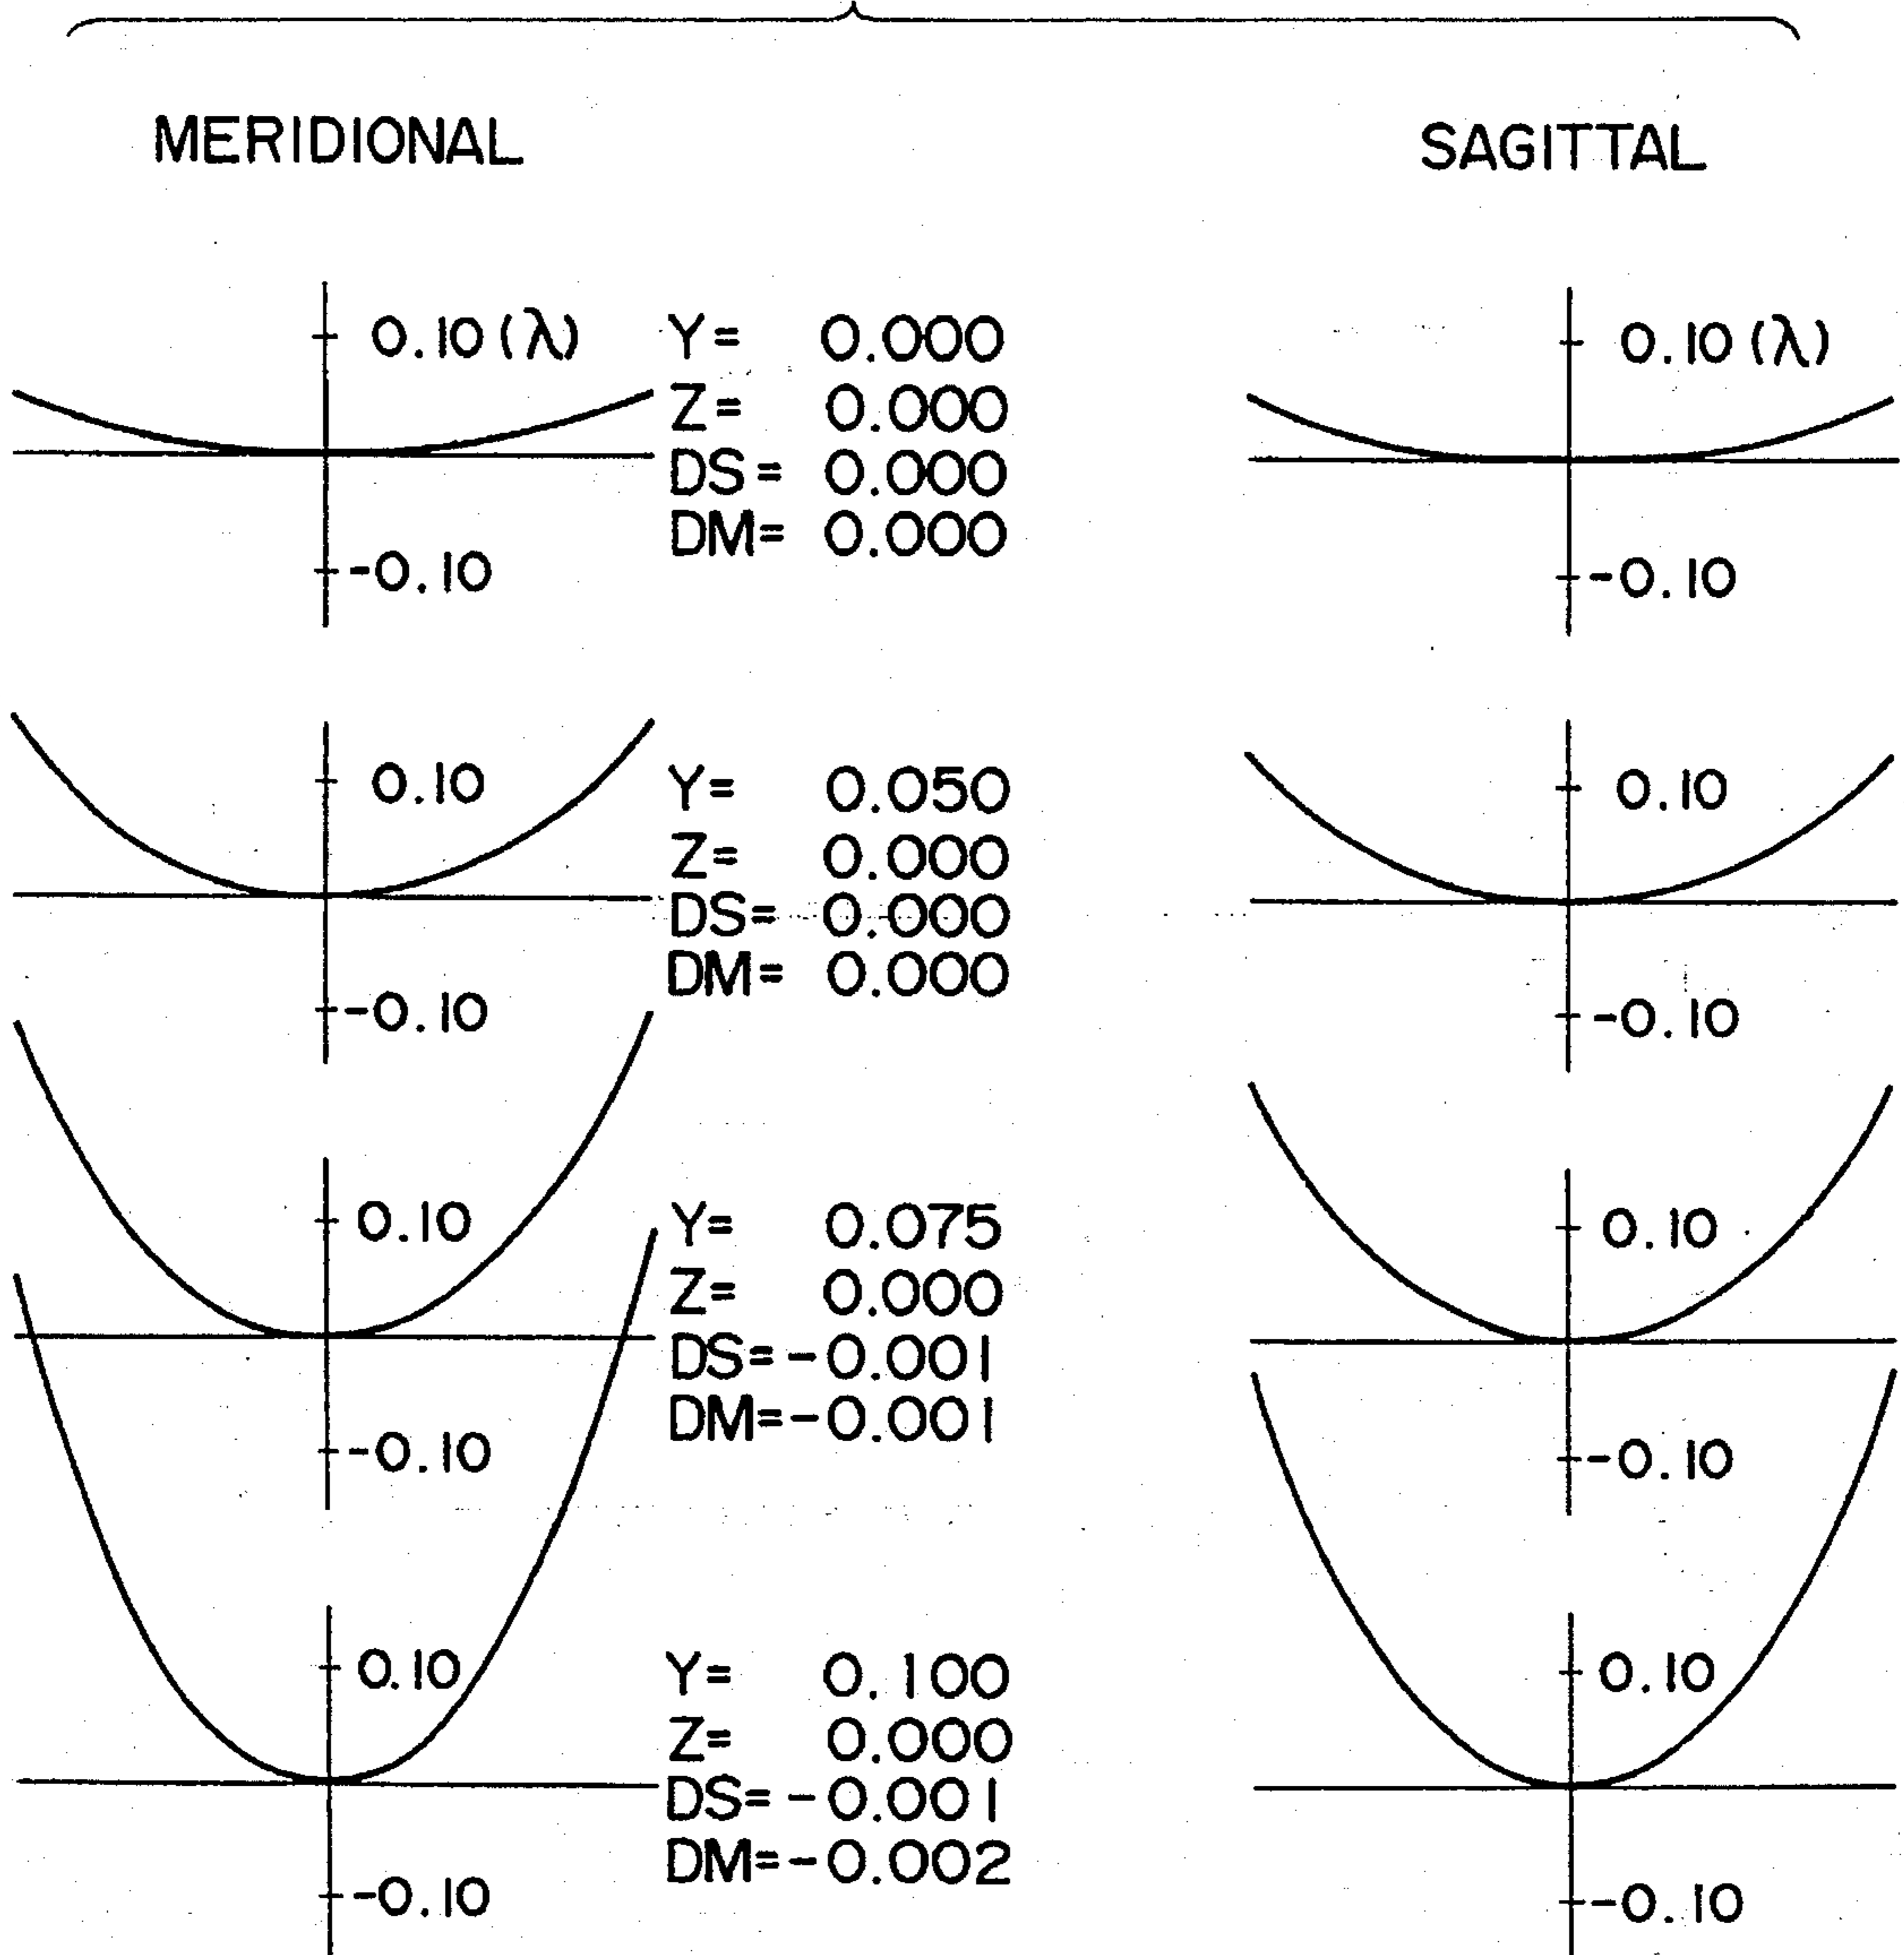 MERIDIONAL
SAGITTAL
0.10 (λ)
-0.10
Y= 0.000
Z= 0.000
DS= 0.000
DM= 0.000
0.10 (λ)
-0.10
0.10
-0.10
Y= 0.050
Z= 0.000
DS= 0.000
DM= 0.000
0.10
-0.10
0.10
-0.10
Y= 0.075
Z= 0.000
DS=-0.001
DM=-0.001
0.10
-0.10
0.10
-0.10
Y= 0.100
Z= 0.000
DS=-0.001
DM=-0.002
0.10
-0.10